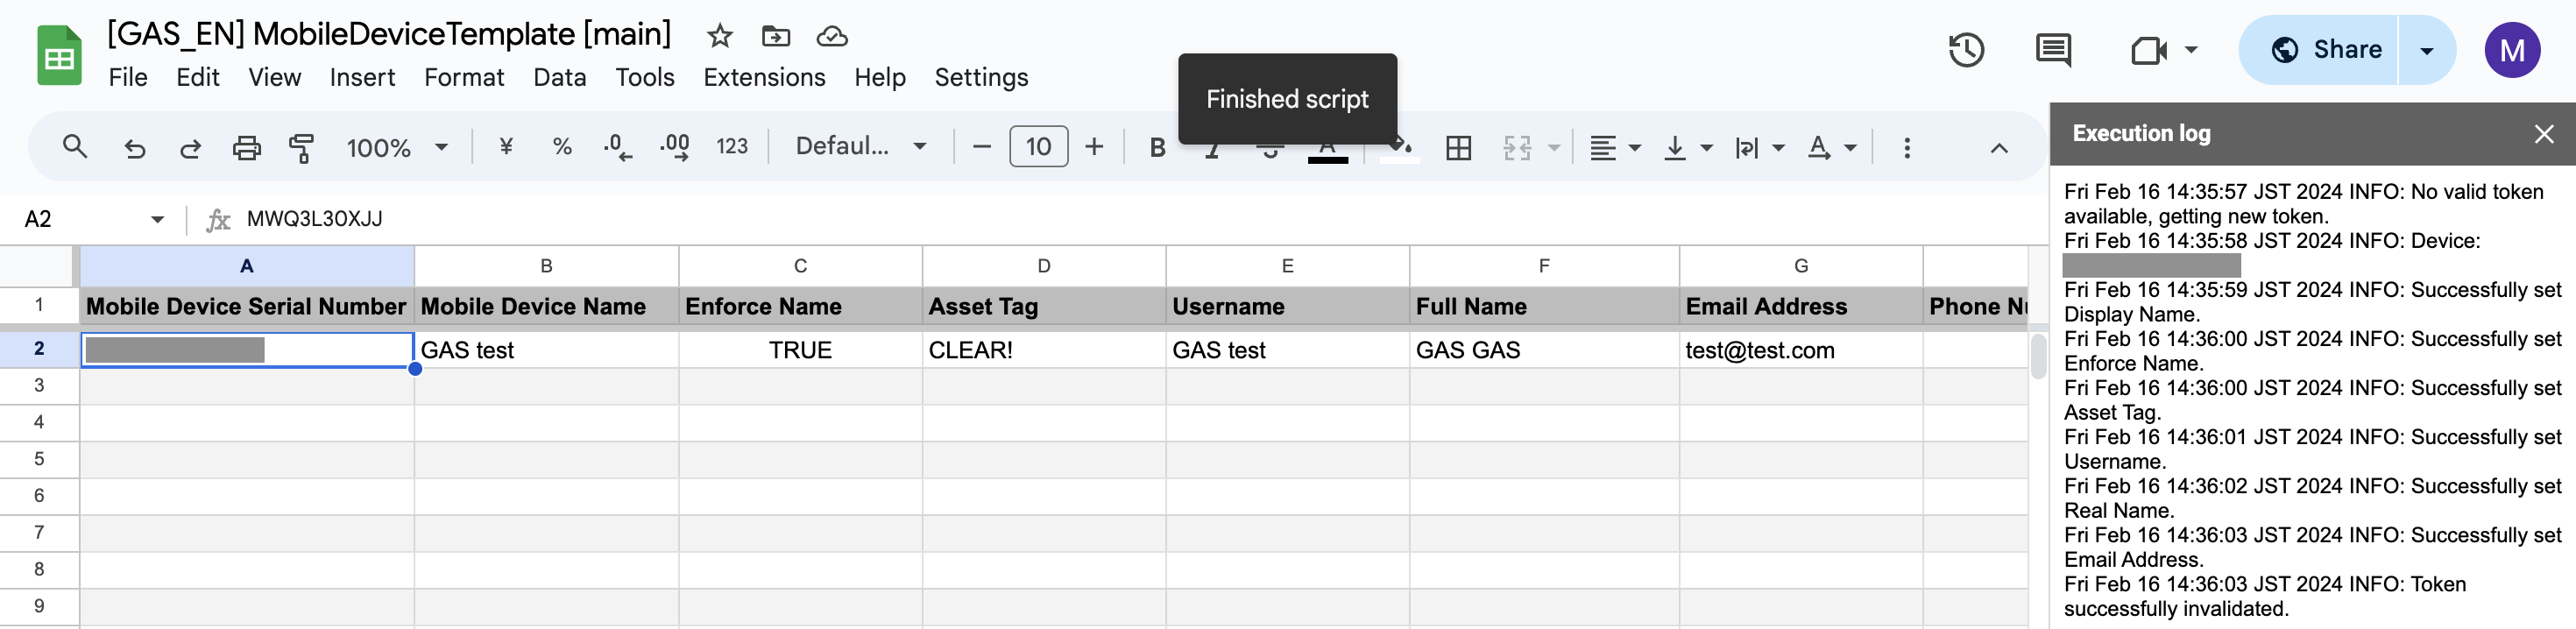 [GAS_EN] MobileDeviceTemplate [main]
File Edit View Insert Format Data Tools Extensions Help Settings
Finished script
Share
M
100%
¥
%
.0
.00
123
Defaul...
10
B
I
S
A
A
A2
fx
MWQ3L30XJJ
A B C D E F G
1 Mobile Device Serial Number Mobile Device Name Enforce Name Asset Tag Username Full Name Email Address Phone Nu
2 GAS test TRUE CLEAR! GAS test GAS GAS test@test.com
3
4
5
6
7
8
9
Execution log
Fri Feb 16 14:35:57 JST 2024 INFO: No valid token
available, getting new token.
Fri Feb 16 14:35:58 JST 2024 INFO: Device:
Fri Feb 16 14:35:59 JST 2024 INFO: Successfully set
Display Name.
Fri Feb 16 14:36:00 JST 2024 INFO: Successfully set
Enforce Name.
Fri Feb 16 14:36:00 JST 2024 INFO: Successfully set
Asset Tag.
Fri Feb 16 14:36:01 JST 2024 INFO: Successfully set
Username.
Fri Feb 16 14:36:02 JST 2024 INFO: Successfully set
Real Name.
Fri Feb 16 14:36:03 JST 2024 INFO: Successfully set
Email Address.
Fri Feb 16 14:36:03 JST 2024 INFO: Token
successfully invalidated.